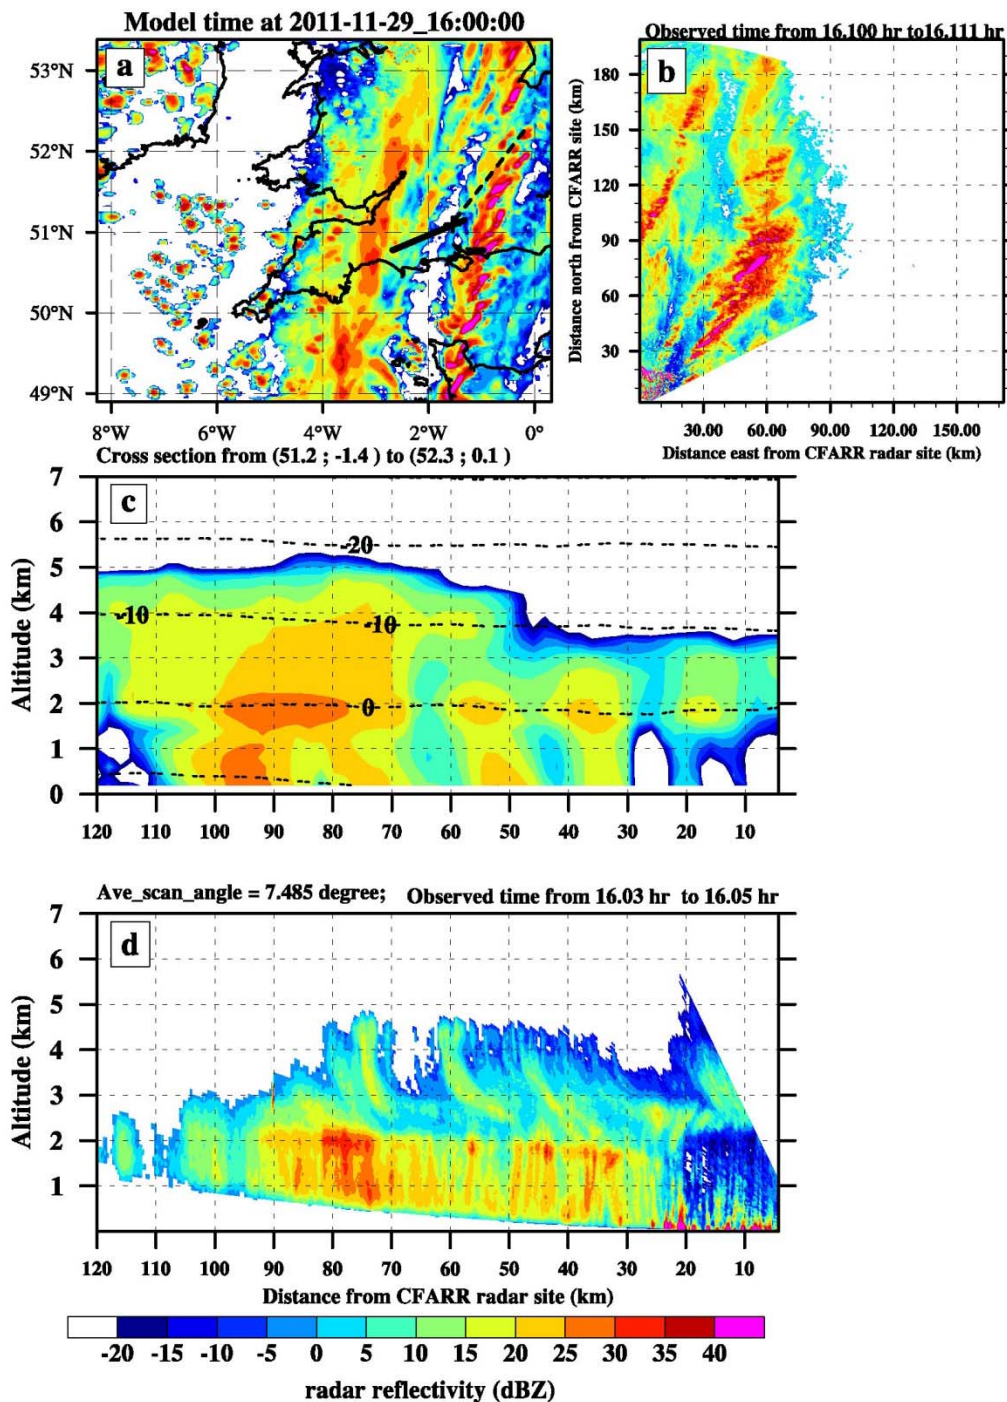 Model time at 2011-11-29_16:00:00
Observed time from 16.100 hr to16.111 hr
a
b
53°N
52°N
51°N
50°N
49°N
8°W 6°W 4°W 2°W 0°
Distance north from CFARR site (km)
180
150
120
90
60
30
30.00 60.00 90.00 120.00 150.00
Distance east from CFARR radar site (km)
Cross section from (51.2 ; -1.4 ) to (52.3 ; 0.1 )
c
Altitude (km)
7
6
5
4
3
2
1
0
-20
-10 -10
0
120 110 100 90 80 70 60 50 40 30 20 10
Ave_scan_angle = 7.485 degree; Observed time from 16.03 hr to 16.05 hr
d
Altitude (km)
7
6
5
4
3
2
1
120 110 100 90 80 70 60 50 40 30 20 10
Distance from CFARR radar site (km)
-20 -15 -10 -5 0 5 10 15 20 25 30 35 40
radar reflectivity (dBZ)